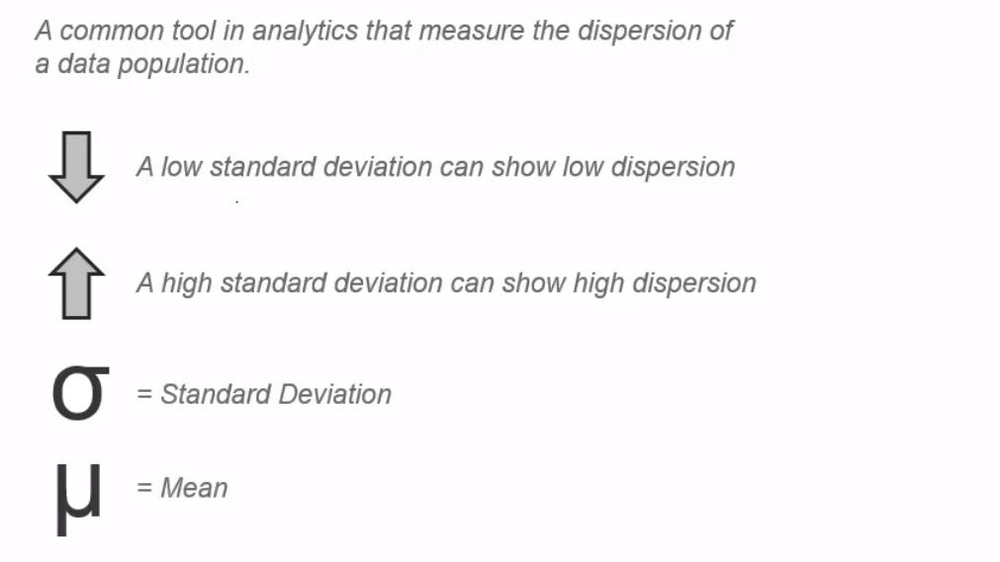 A common tool in analytics that measure the dispersion of
a data population.
A low standard deviation can show low dispersion
A high standard deviation can show high dispersion
σ = Standard Deviation
μ = Mean